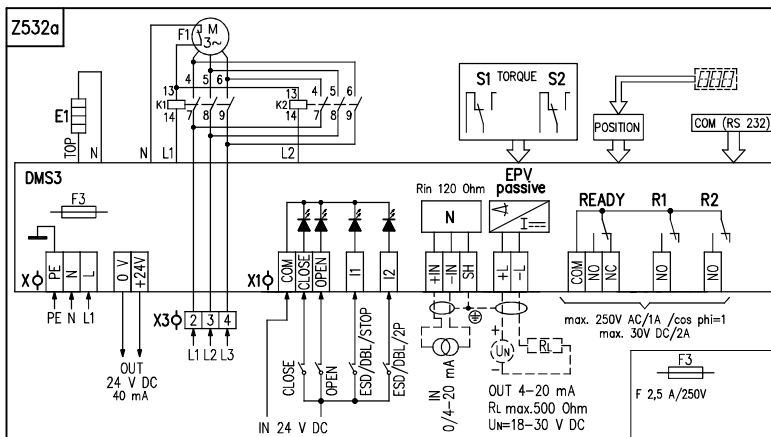 Z532a
F1
M
3~
4 5 6
13
K1
14
7 8 9
13
K2
14
4 5 6
7 8 9
E1
TOP
N
N
L1
L2
S1 TORQUE S2
POSITION
COM (RS 232)
DMS3
F3
Rin 120 Ohm
N
EPV
passive
I
READY R1 R2
X
PE
N
L
0 V
+24V
X1
COM
CLOSE
OPEN
I1
I2
+IN
-IN
SH
+L
-L
COM
NO
NC
NO
NO
PE N L1
X3
2 3 4
L1 L2 L3
OUT
24 V DC
40 mA
CLOSE
OPEN
ESD/DBL/STOP
ESD/DBL/2P
IN 24 V DC
IN
0/4-20 mA
+
UN
-
RL
OUT 4-20 mA
RL max.500 Ohm
UN=18-30 V DC
max. 250V AC/1A /cos phi=1
max. 30V DC/2A
F3
F 2,5 A/250V